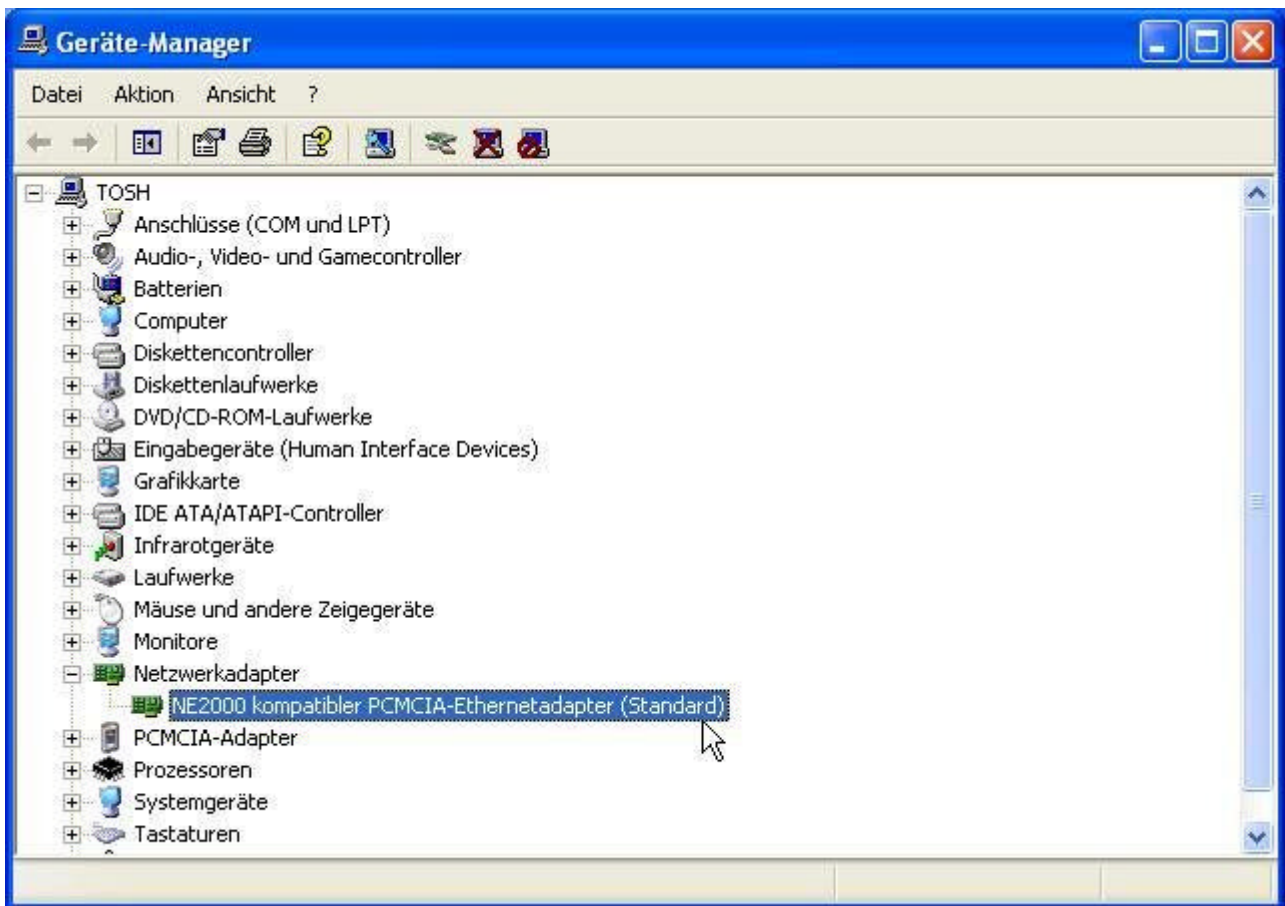 Geräte-Manager
Datei Aktion Ansicht ?
TOSH
Anschlüsse (COM und LPT)
Audio-, Video- und Gamecontroller
Batterien
Computer
Diskettencontroller
Diskettenlaufwerke
DVD/CD-ROM-Laufwerke
Eingabegeräte (Human Interface Devices)
Grafikkarte
IDE ATA/ATAPI-Controller
Infrarotgeräte
Laufwerke
Mäuse und andere Zeigegeräte
Monitore
Netzwerkadapter
NE2000 kompatibler PCMCIA-Ethernetadapter (Standard)
PCMCIA-Adapter
Prozessoren
Systemgeräte
Tastaturen